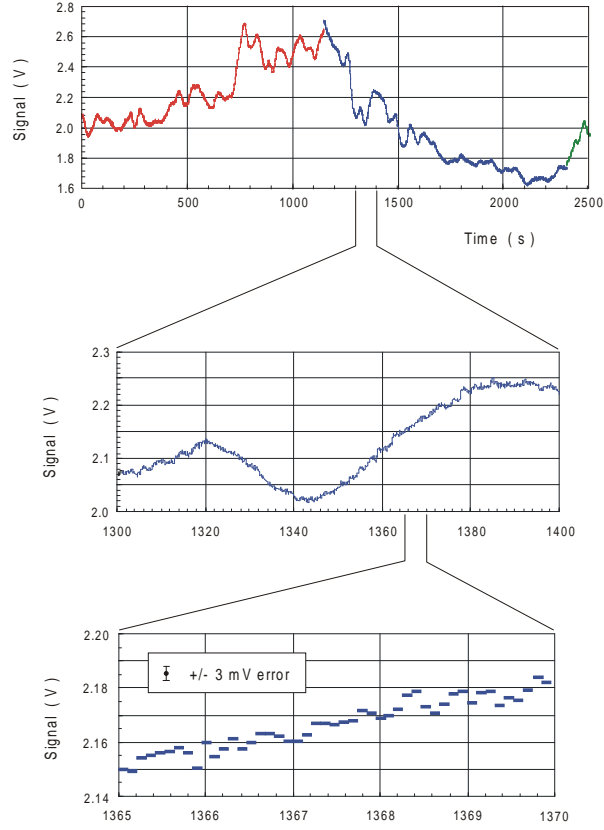 2.8
2.6
2.4
2.2
2.0
1.8
1.6
Signal (V)
0 500 1000 1500 2000 2500
Time (s)
2.3
2.2
2.1
2.0
Signal (V)
1300 1320 1340 1360 1380 1400
2.20
2.18
2.16
2.14
Signal (V)
+/- 3 mV error
1365 1366 1367 1368 1369 1370